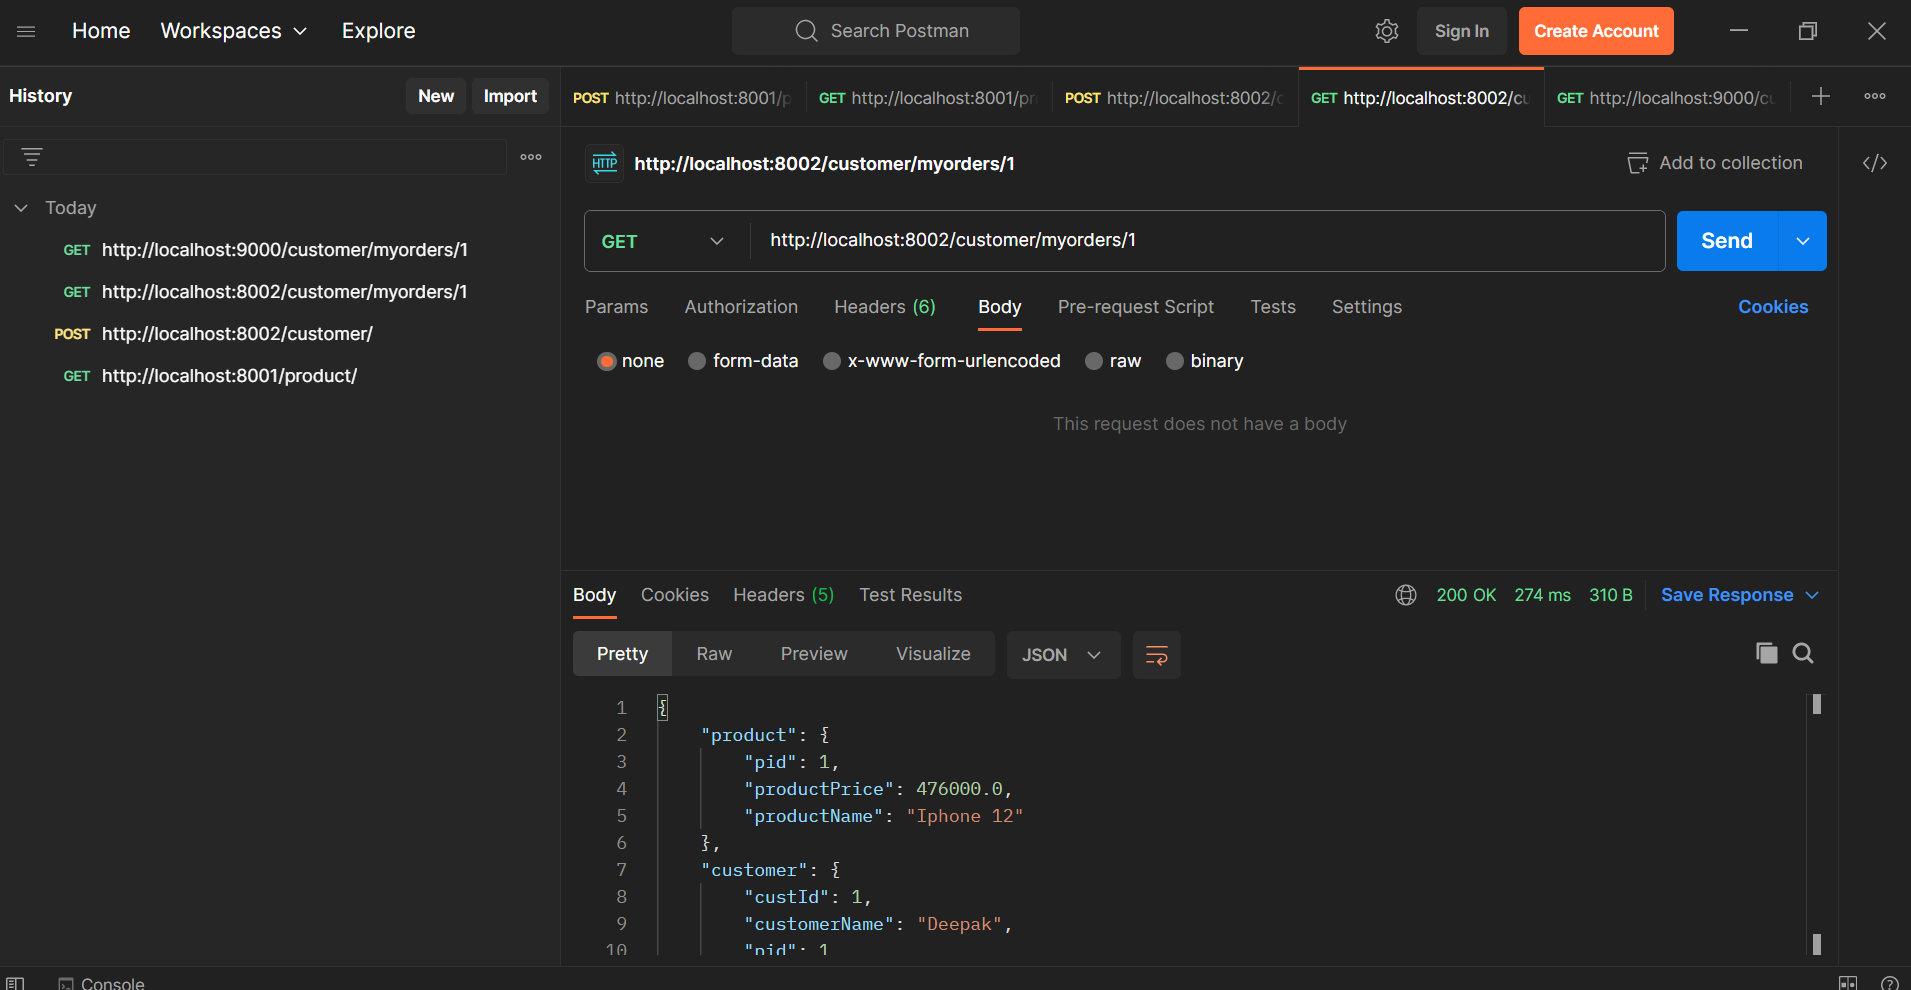 Home Workspaces Explore Search Postman Sign In Create Account
History New Import
POST http://localhost:8001/p GET http://localhost:8001/pr POST http://localhost:8002/c GET http://localhost:8002/cu GET http://localhost:9000/cu
HTTP http://localhost:8002/customer/myorders/1 Add to collection </>
Today
GET http://localhost:9000/customer/myorders/1
GET http://localhost:8002/customer/myorders/1
POST http://localhost:8002/customer/
GET http://localhost:8001/product/
GET http://localhost:8002/customer/myorders/1 Send
Params Authorization Headers (6) Body Pre-request Script Tests Settings Cookies
none form-data x-www-form-urlencoded raw binary
This request does not have a body
Body Cookies Headers (5) Test Results 200 OK 274 ms 310 B Save Response
Pretty Raw Preview Visualize JSON
1 {
2 "product": {
3 "pid": 1,
4 "productPrice": 476000.0,
5 "productName": "Iphone 12"
6 },
7 "customer": {
8 "custId": 1,
9 "customerName": "Deepak",
10 "pid": 1
Console